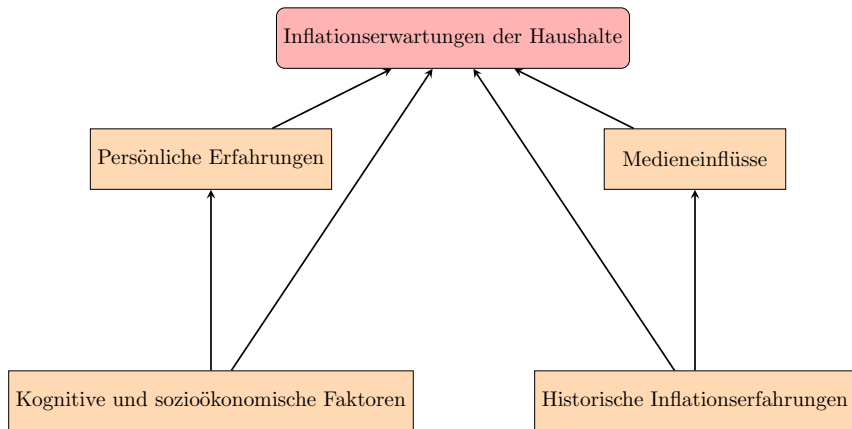 Inflationserwartungen der Haushalte
Persönliche Erfahrungen
Medieneinflüsse
Kognitive und sozioökonomische Faktoren
Historische Inflationserfahrungen